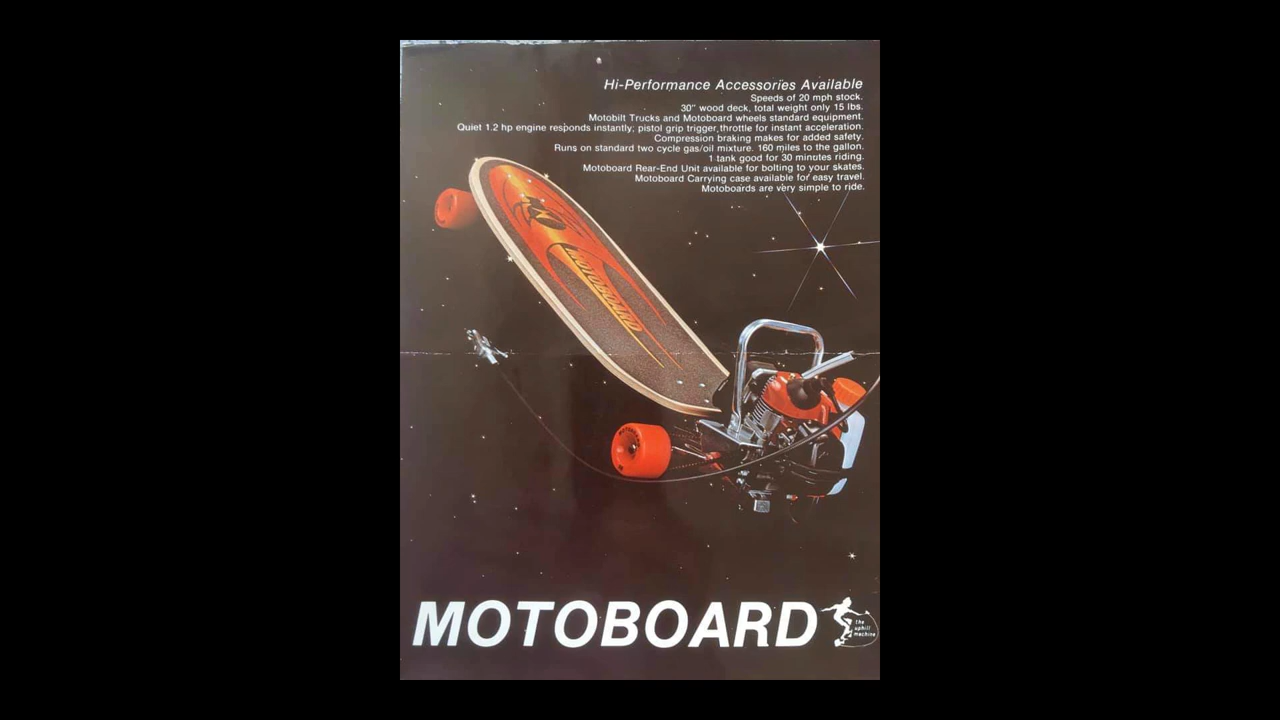 Hi-Performance Accessories Available
Speeds of 20 mph stock.
30" wood deck, total weight only 15 lbs.
Motobilt Trucks and Motoboard wheels standard equipment.
Quiet 1.2 hp engine responds instantly; pistol grip trigger throttle for instant acceleration.
Compression braking makes for added safety.
Runs on standard two cycle gas/oil mixture. 160 miles to the gallon.
1 tank good for 30 minutes riding.
Motoboard Rear-End Unit available for bolting to your skates.
Motoboard Carrying case available for easy travel.
Motoboards are very simple to ride.
MOTOBOARD
MOTOBOARD
the
uphill
machine